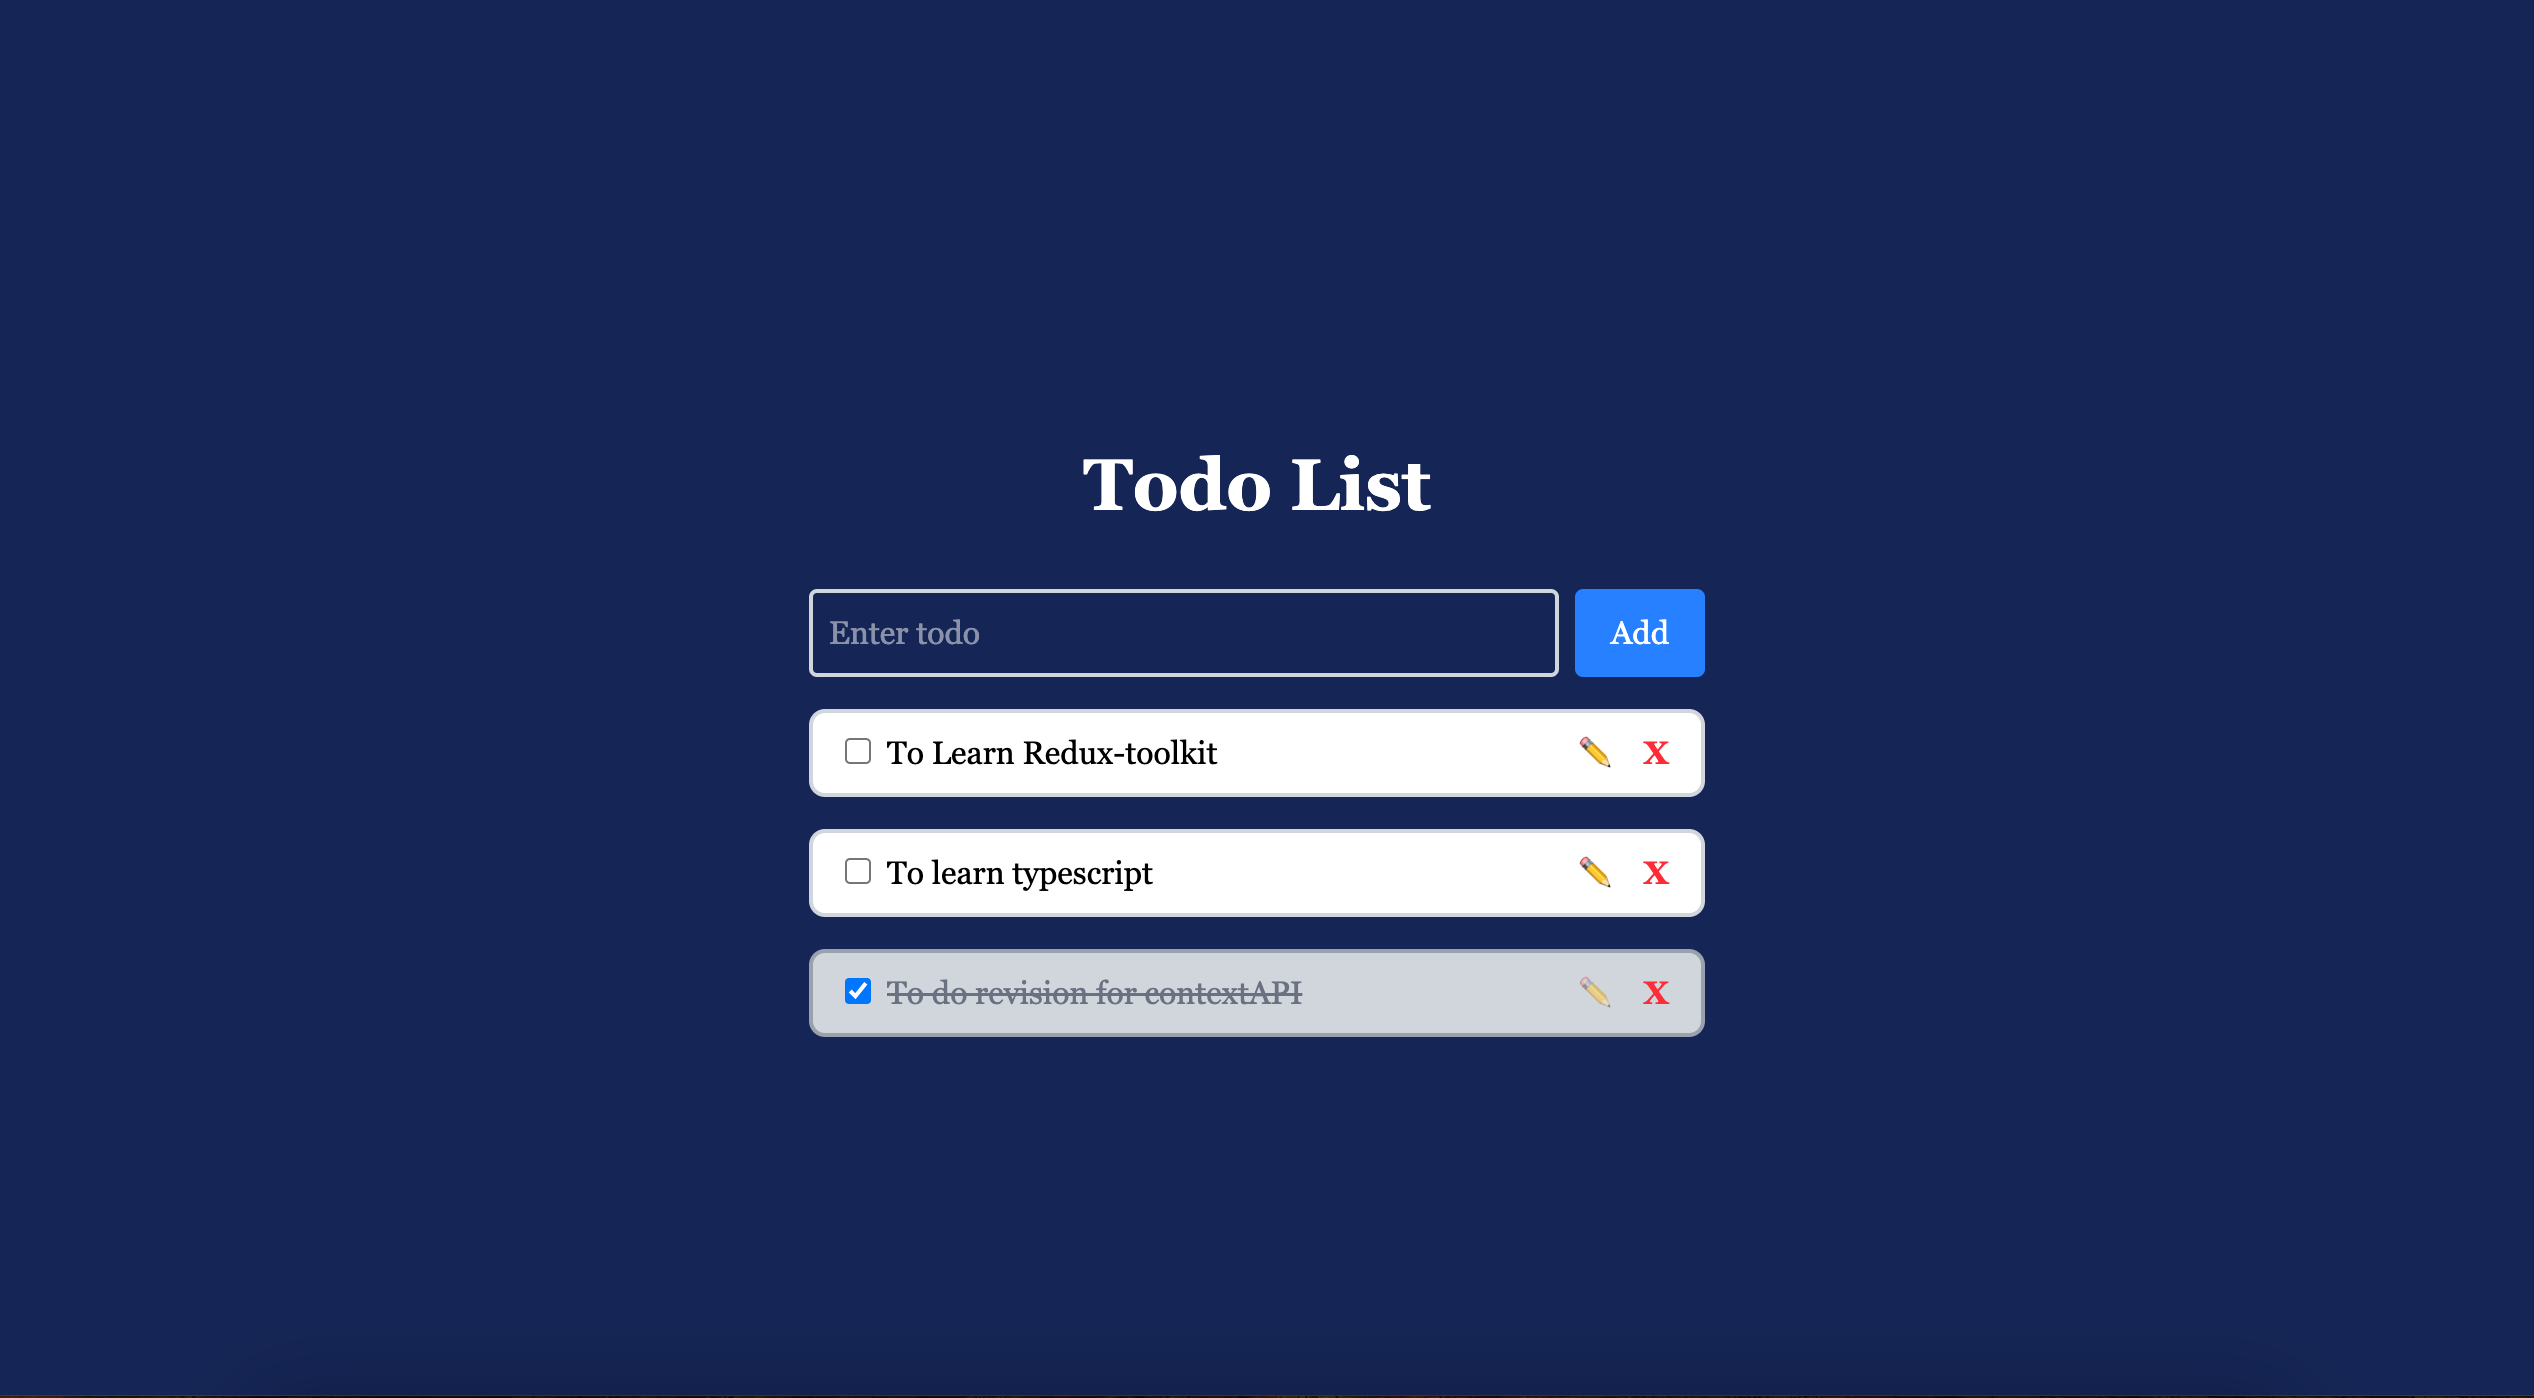 Todo List
Enter todo
Add
To Learn Redux-toolkit
X
To learn typescript
X
To do revision for contextAPI
X